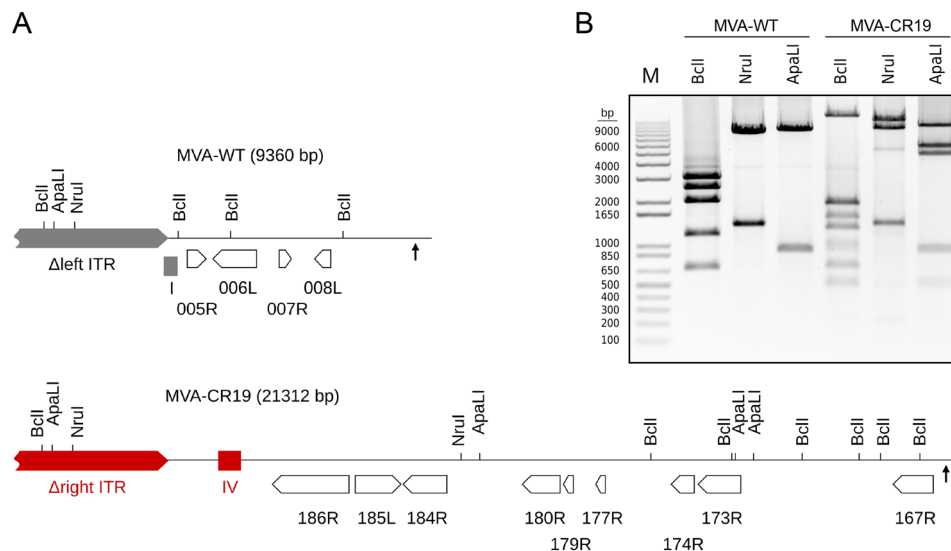 A
MVA-WT (9360 bp)
BclI
ApaLI
NruI
BclI
BclI
BclI
Δleft ITR
I
005R
006L
007R
008L
B
MVA-WT
MVA-CR19
M
BclI
NruI
ApaLI
BclI
NruI
ApaLI
bp
9000
6000
4000
3000
2000
1650
1000
850
650
500
400
300
200
100
MVA-CR19 (21312 bp)
BclI
ApaLI
NruI
NruI
ApaLI
BclI
BclI
ApaLI
ApaLI
BclI
BclI
BclI
BclI
Δright ITR
IV
186R
185L
184R
180R
179R
177R
174R
173R
167R